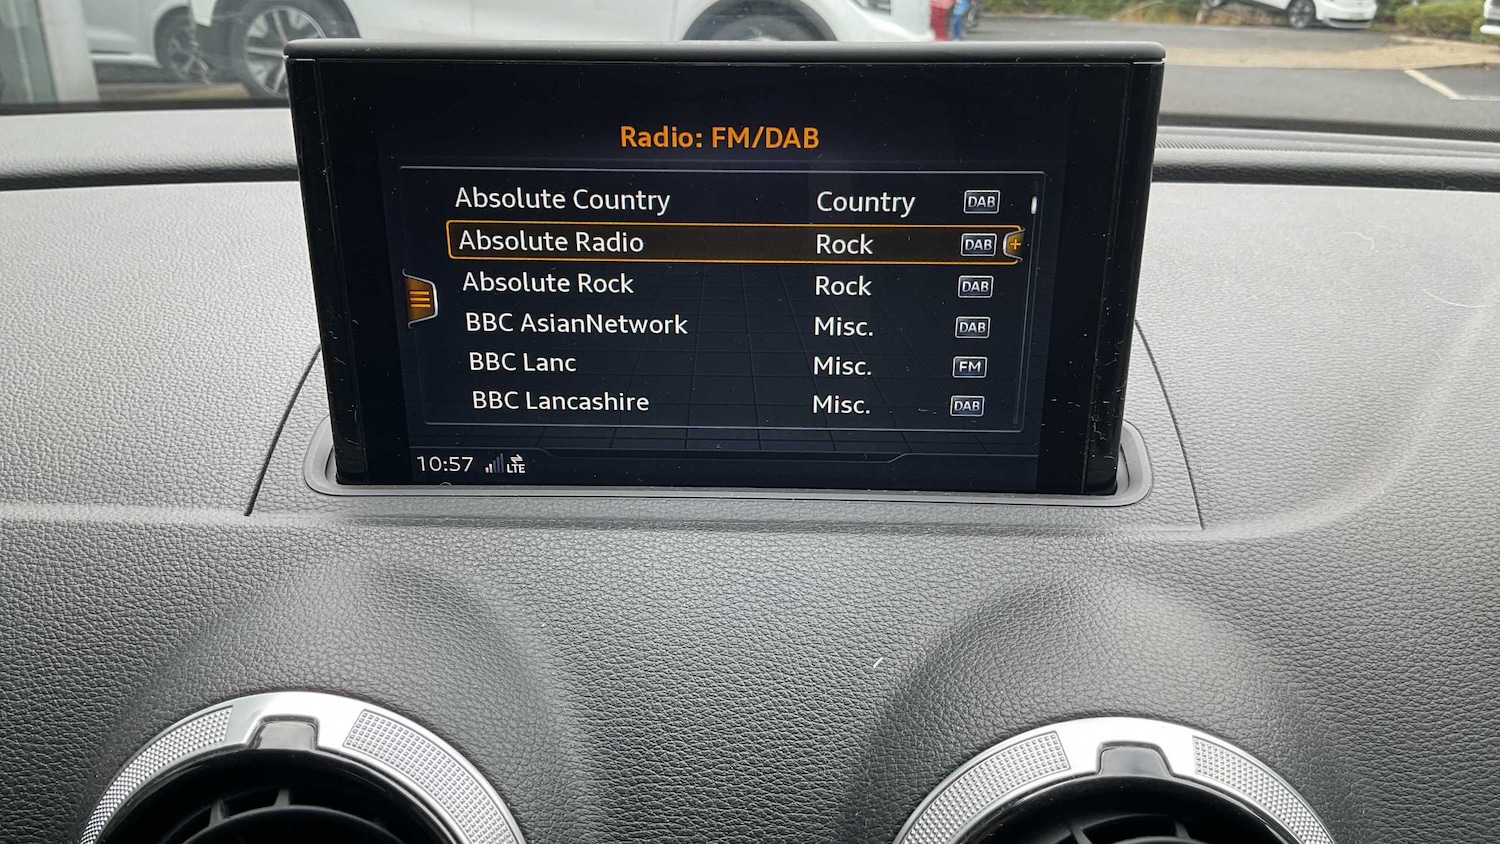 Radio: FM/DAB
Absolute Country Country DAB
Absolute Radio Rock DAB +
Absolute Rock Rock DAB
BBC AsianNetwork Misc. DAB
BBC Lanc Misc. FM
BBC Lancashire Misc. DAB
10:57 LTE